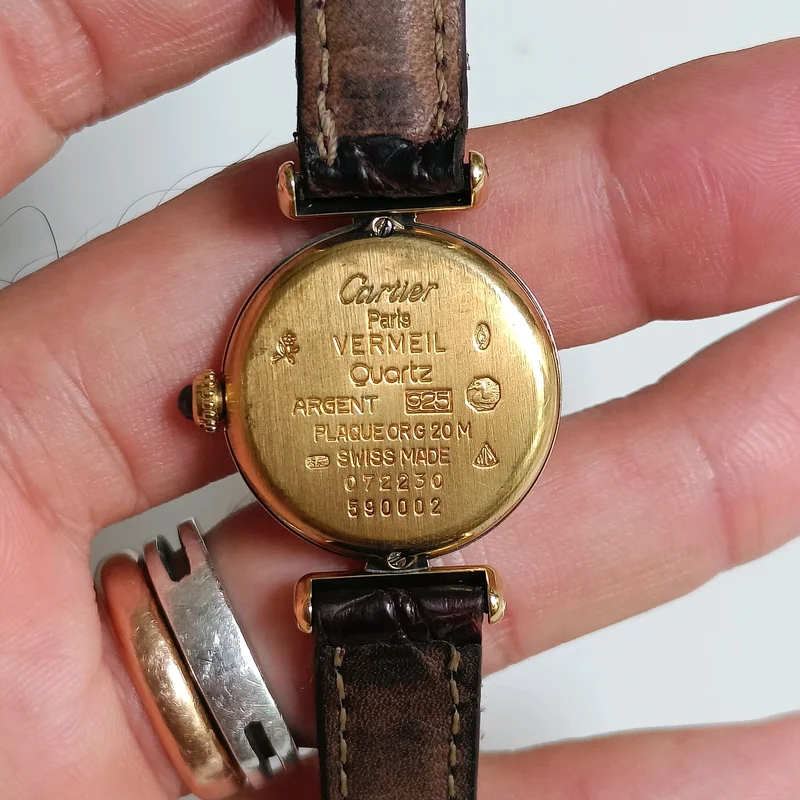 Cartier
Paris
VERMEIL
Quartz
ARGENT 925
PLAQUE OR G 20 M
SWISS MADE
072230
590002